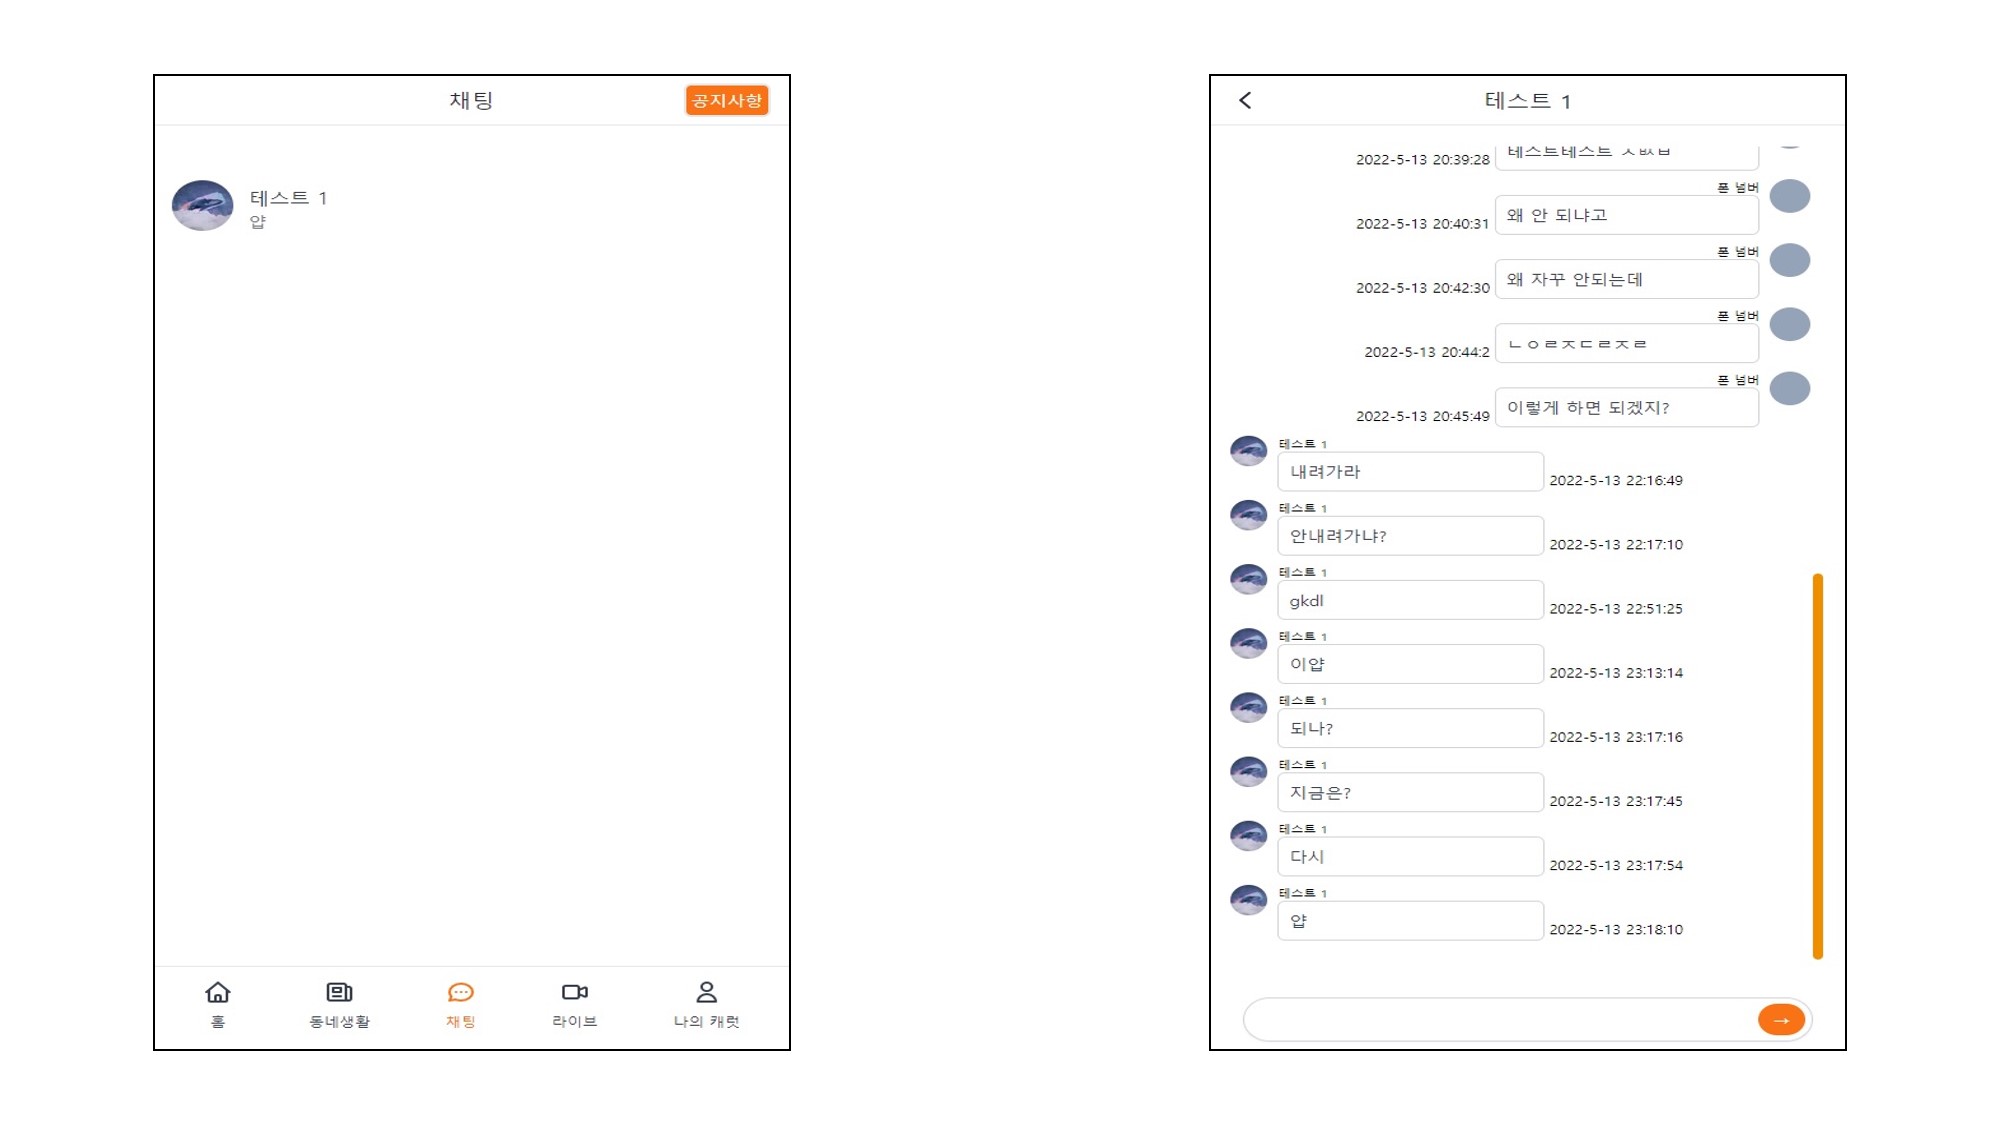 채팅
공지사항
테스트 1
얍
홈
동네생활
채팅
라이브
나의 캐럿
테스트 1
2022-5-13 20:39:28
테스트테스트
폰 넘버
왜 안 되냐고
2022-5-13 20:40:31
폰 넘버
왜 자꾸 안되는데
2022-5-13 20:42:30
폰 넘버
ㄴㅇㄹㅈㄷㄹㅈㄹ
2022-5-13 20:44:2
폰 넘버
이렇게 하면 되겠지?
2022-5-13 20:45:49
테스트 1
내려가라
2022-5-13 22:16:49
테스트 1
안내려가냐?
2022-5-13 22:17:10
테스트 1
gkdl
2022-5-13 22:51:25
테스트 1
이얍
2022-5-13 23:13:14
테스트 1
되나?
2022-5-13 23:17:16
테스트 1
지금은?
2022-5-13 23:17:45
테스트 1
다시
2022-5-13 23:17:54
테스트 1
얍
2022-5-13 23:18:10
→